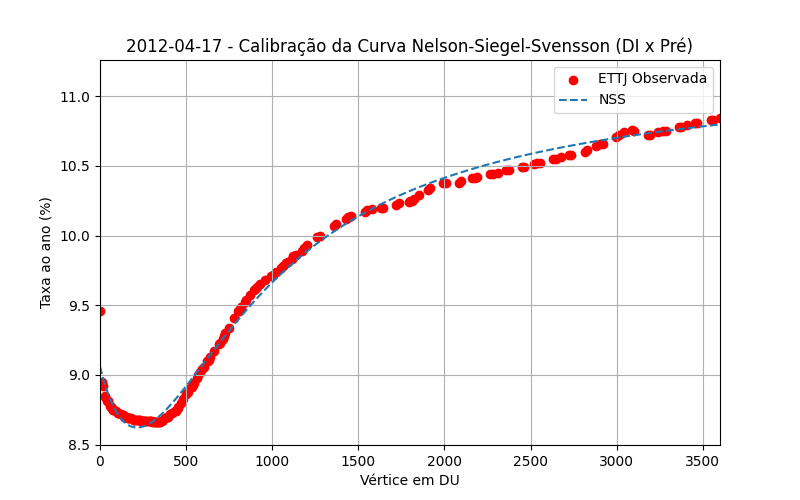 2012-04-17 - Calibração da Curva Nelson-Siegel-Svensson (DI x Pré)
ETTJ Observada
NSS
Taxa ao ano (%)
11.0
10.5
10.0
9.5
9.0
8.5
0 500 1000 1500 2000 2500 3000 3500
Vértice em DU